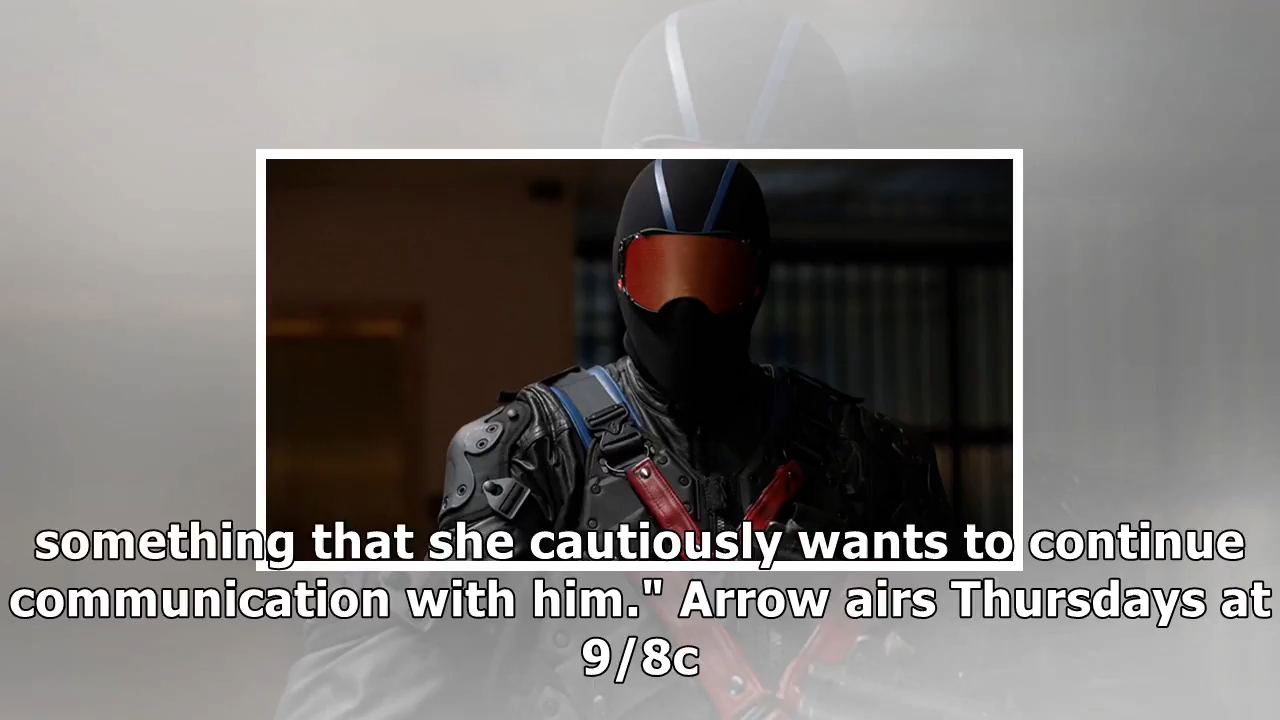 something that she cautiously wants to continue
communication with him." Arrow airs Thursdays at
9/8c